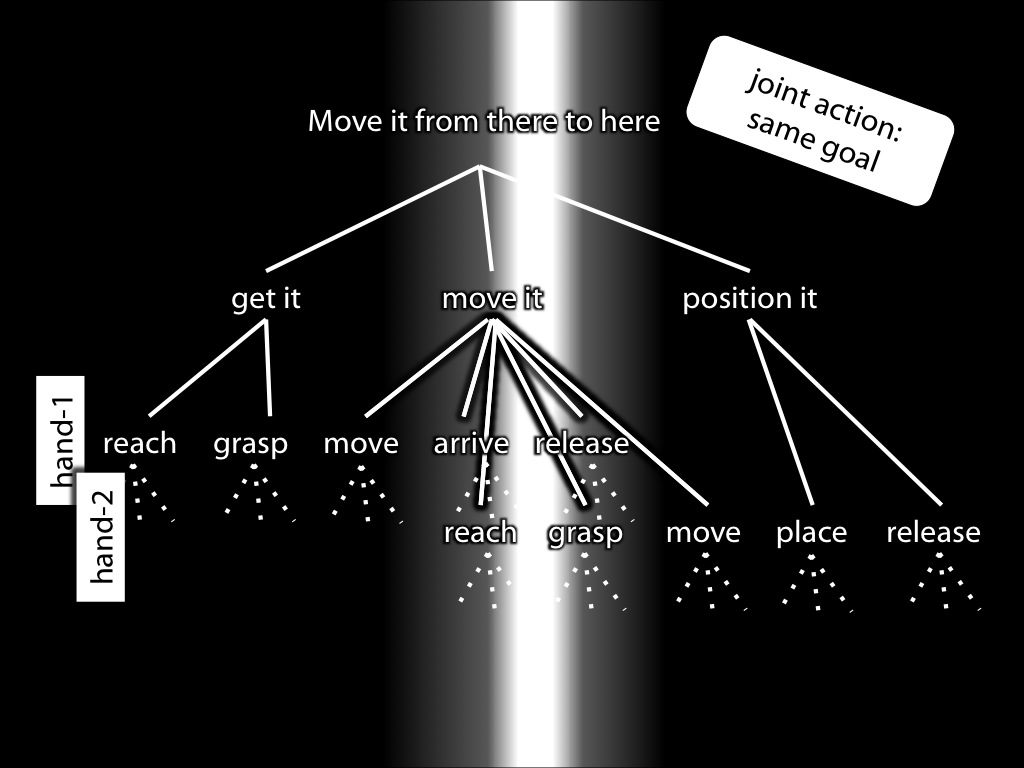 joint action:
same goal
Move it from there to here
get it
move it
position it
hand-1
reach
grasp
move
arrive
release
hand-2
reach
grasp
move
place
release